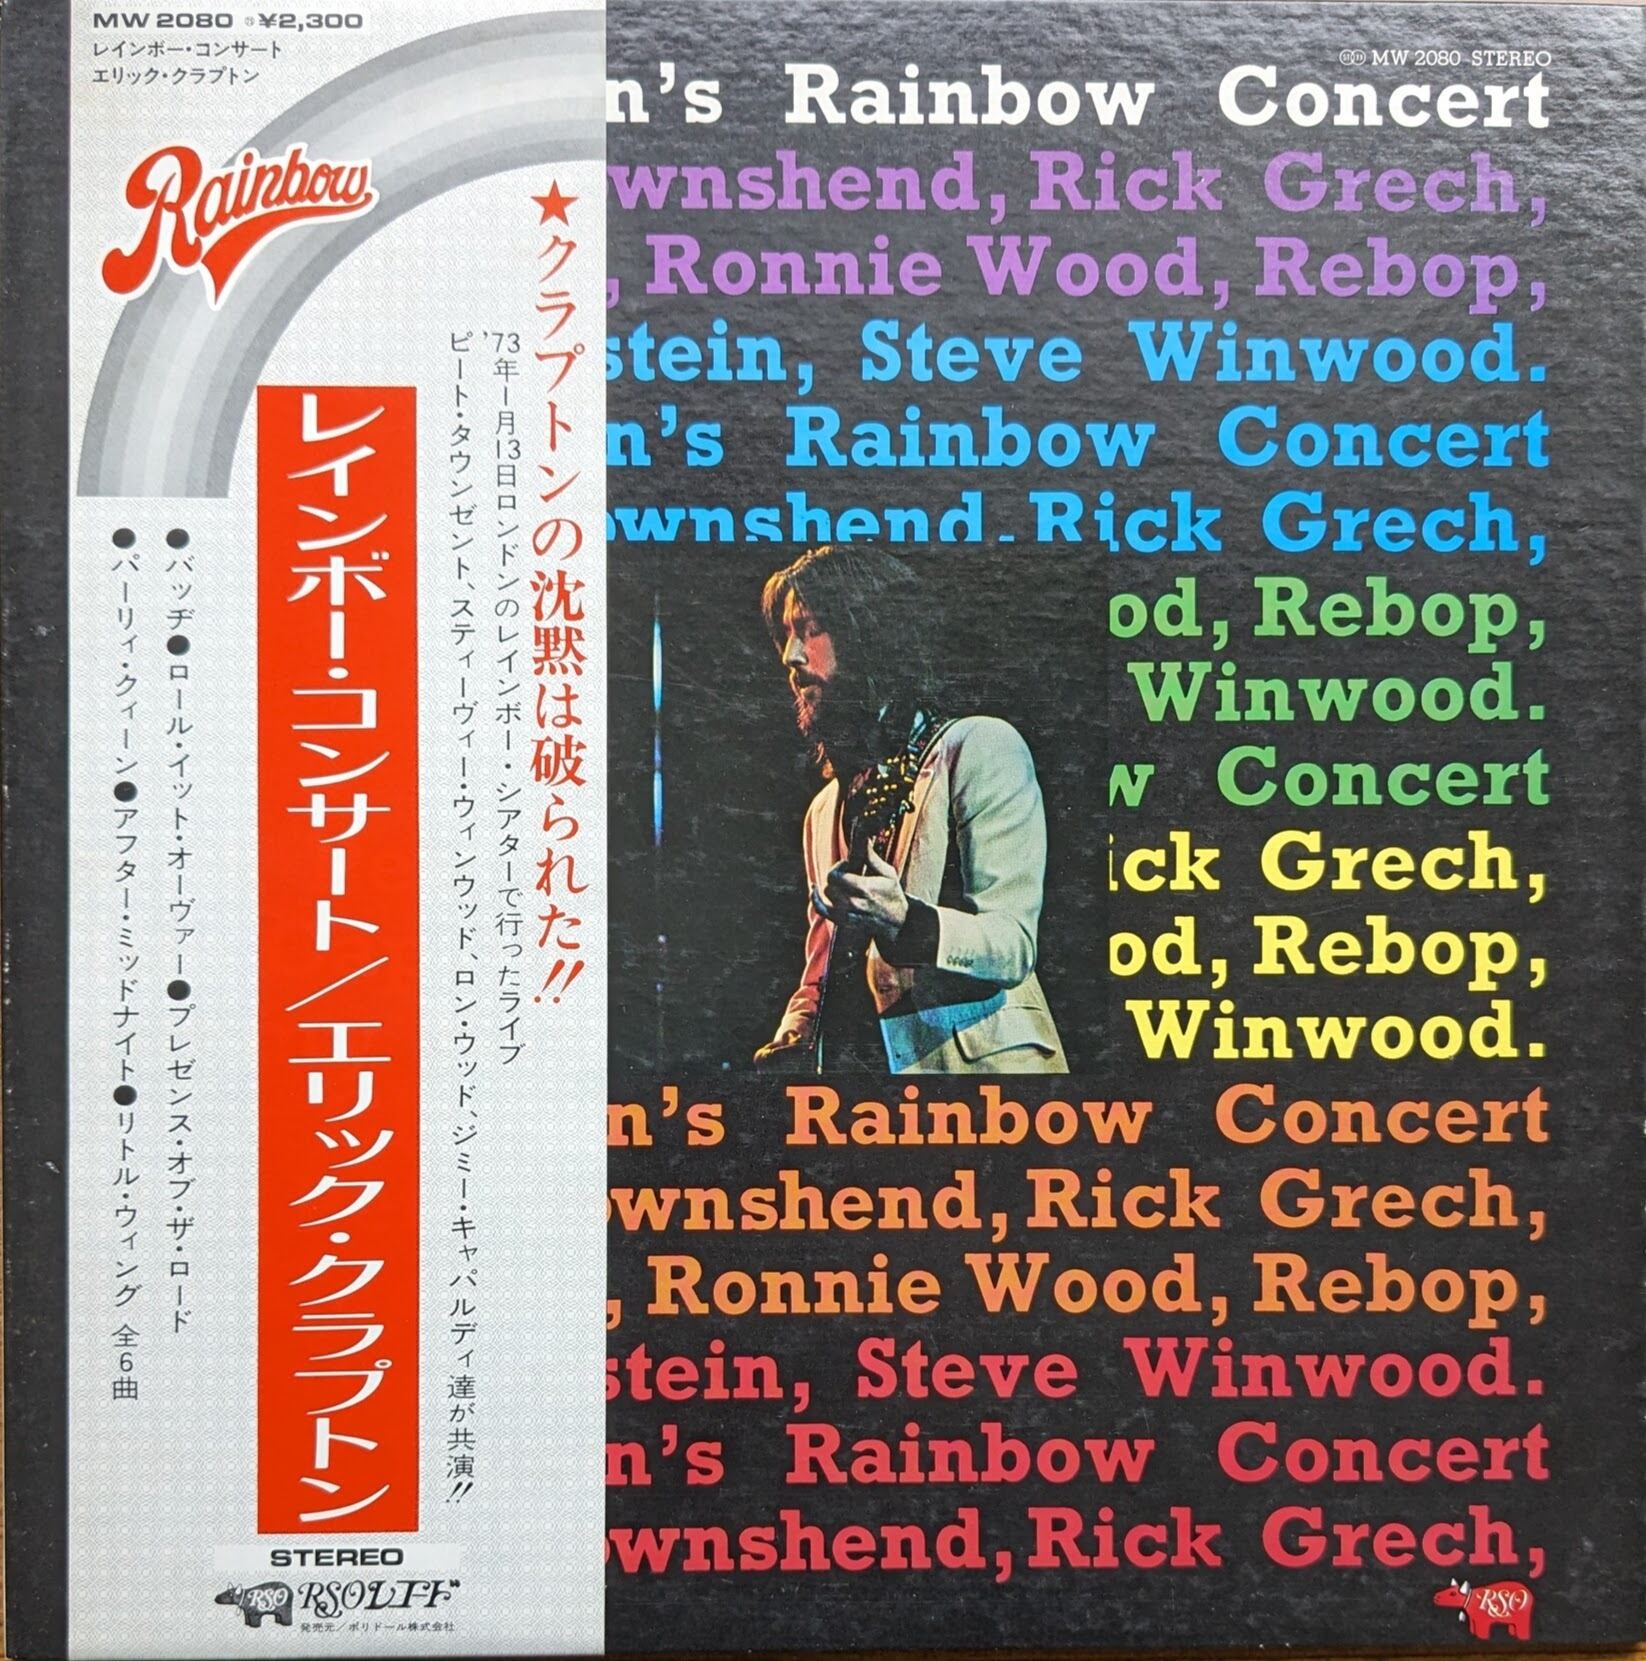 MW 2080 ¥2,300
レインボー・コンサート
エリック・クラプトン
Rainbow
★クラプトンの沈黙は破られた!!
'73年1月13日ロンドンのレインボー・シアターで行ったライブ
ピート・タウンゼント、スティーヴィー・ウィンウッド、ロン・ウッド、ジミー・キャパルディ達が共演!!
レインボー・コンサート/エリック・クラプトン
●バッヂ●ロール・イット・オーヴァー●プレゼンス・オブ・ザ・ロード
●パーリィ・クィーン●アフター・ミッドナイト●リトル・ウィング 全6曲
STEREO
RSO RSOレコード
発売元/ポリドール株式会社
MW 2080 STEREO
n's Rainbow Concert
wnshend, Rick Grech,
, Ronnie Wood, Rebop,
stein, Steve Winwood.
n's Rainbow Concert
ownshend, Rick Grech,
od, Rebop,
Winwood.
w Concert
ick Grech,
od, Rebop,
Winwood.
n's Rainbow Concert
ownshend, Rick Grech,
, Ronnie Wood, Rebop,
stein, Steve Winwood.
n's Rainbow Concert
ownshend, Rick Grech,
RSO